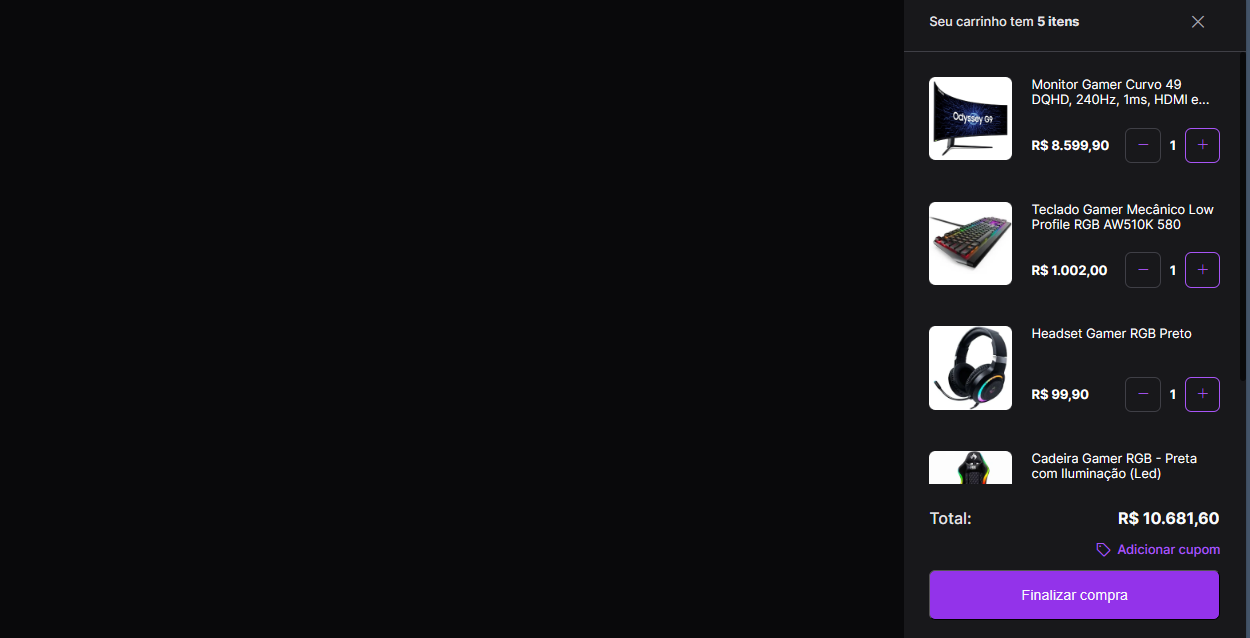 Seu carrinho tem 5 itens
Monitor Gamer Curvo 49
DQHD, 240Hz, 1ms, HDMI e...
Odyssey G9
R$ 8.599,90
1
Teclado Gamer Mecânico Low
Profile RGB AW510K 580
R$ 1.002,00
1
Headset Gamer RGB Preto
R$ 99,90
1
Cadeira Gamer RGB - Preta
com Iluminação (Led)
Total:
R$ 10.681,60
Adicionar cupom
Finalizar compra